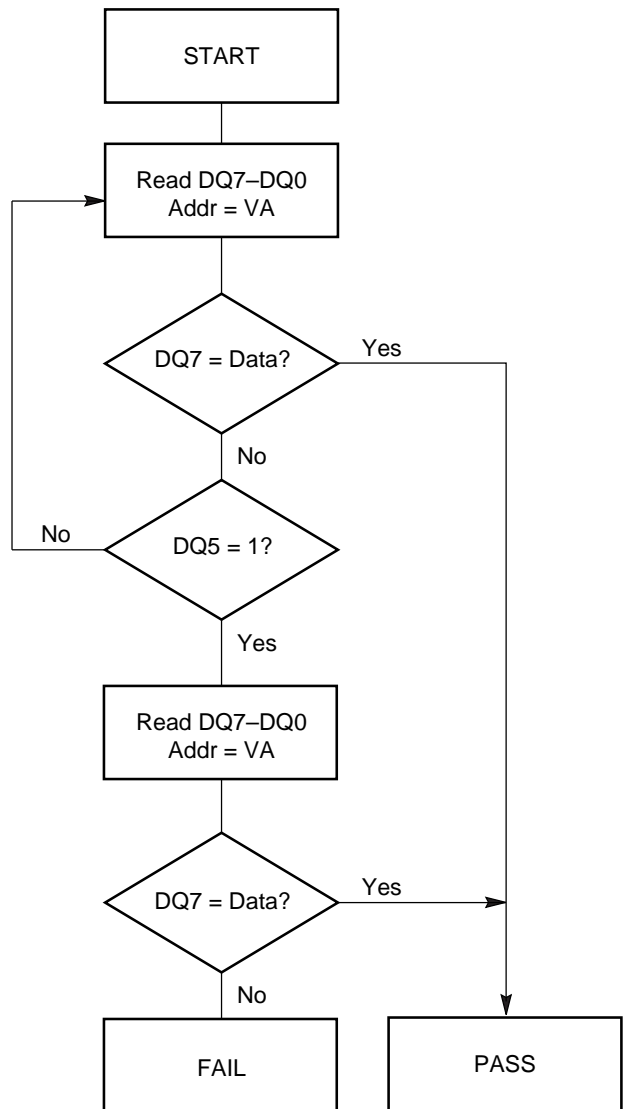 START
Read DQ7–DQ0
Addr = VA
DQ7 = Data?
Yes
No
No
DQ5 = 1?
Yes
Read DQ7–DQ0
Addr = VA
DQ7 = Data?
Yes
No
FAIL
PASS